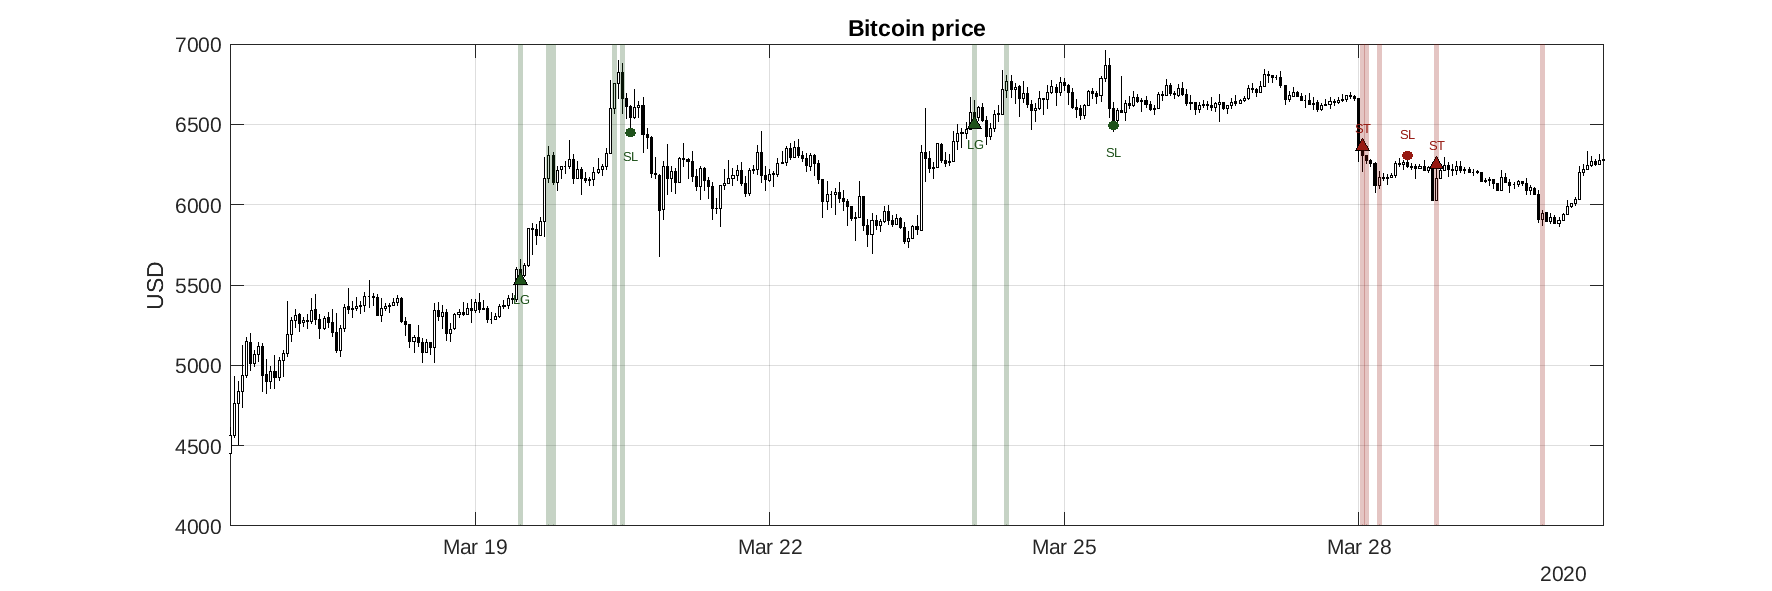 Bitcoin price
7000
6500
6000
5500
5000
4500
4000
USD
LG
SL
LG
SL
ST
SL
ST
Mar 19
Mar 22
Mar 25
Mar 28
2020